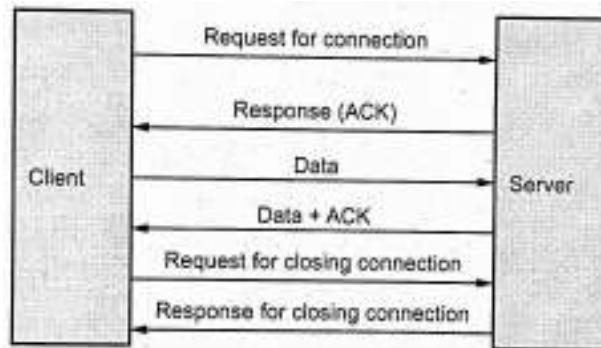 Request for connection
Response (ACK)
Data
Client
Server
Data + ACK
Request for closing connection
Response for closing connection